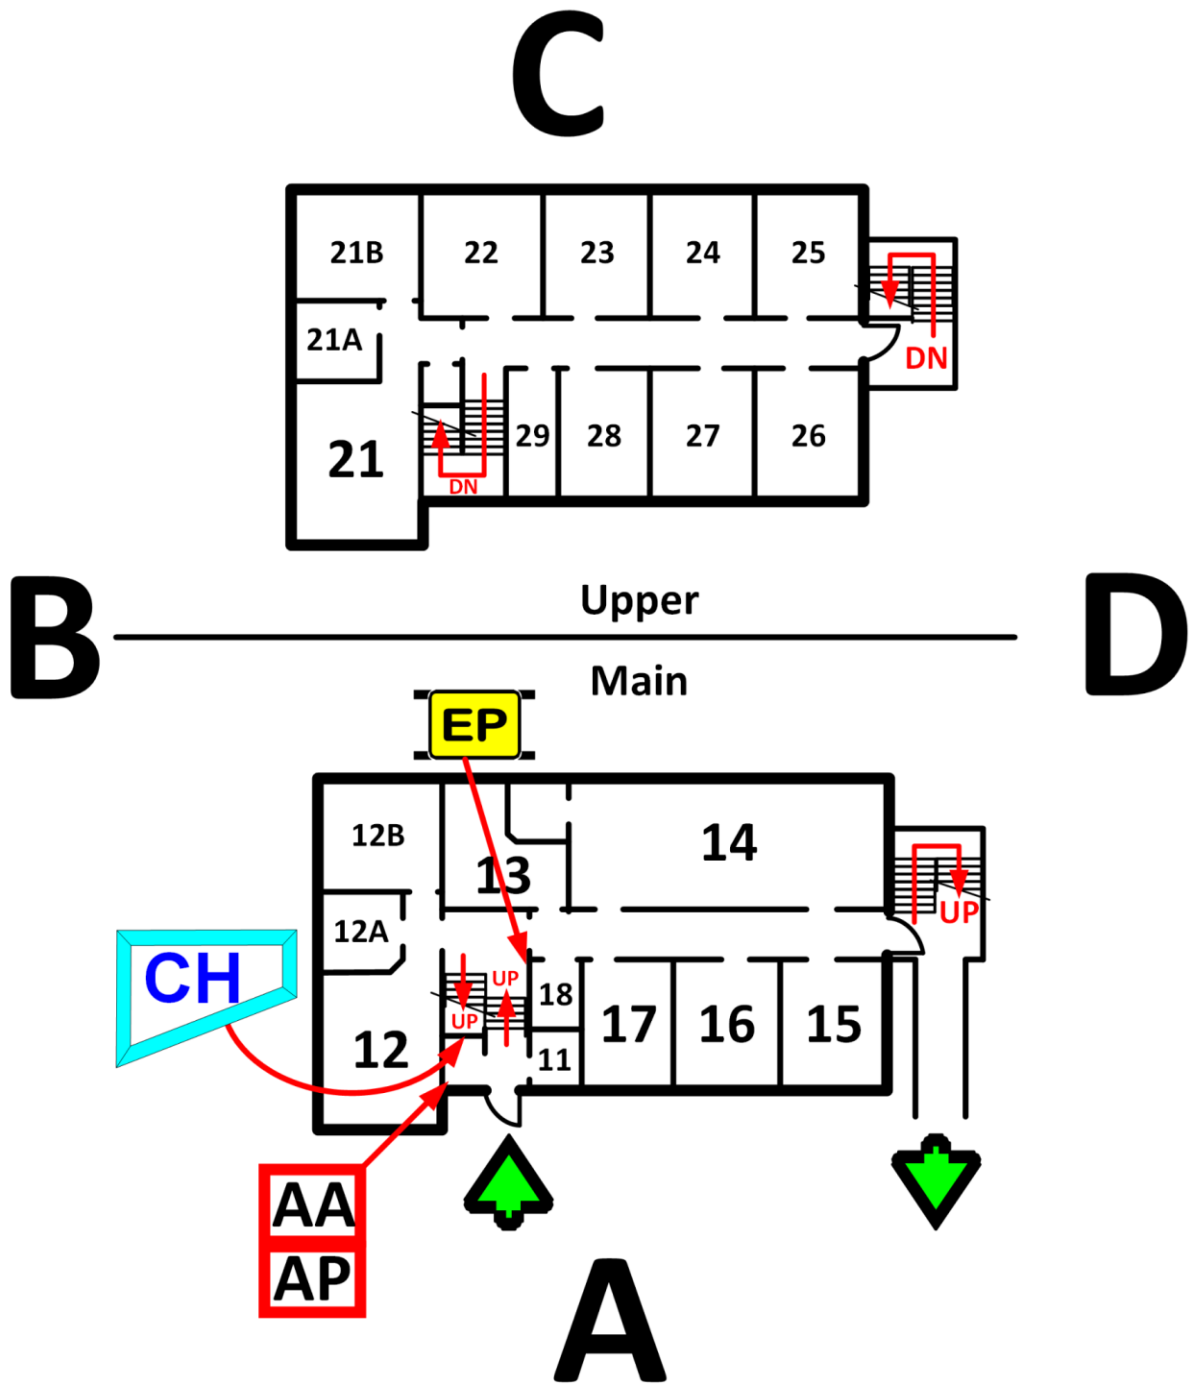 C
21B 22 23 24 25
21A
DN
21 29 28 27 26
DN
B D
Upper
Main
EP
12B 13 14
12A UP
CH UP 18
UP
12 11 17 16 15
AA
AP
A